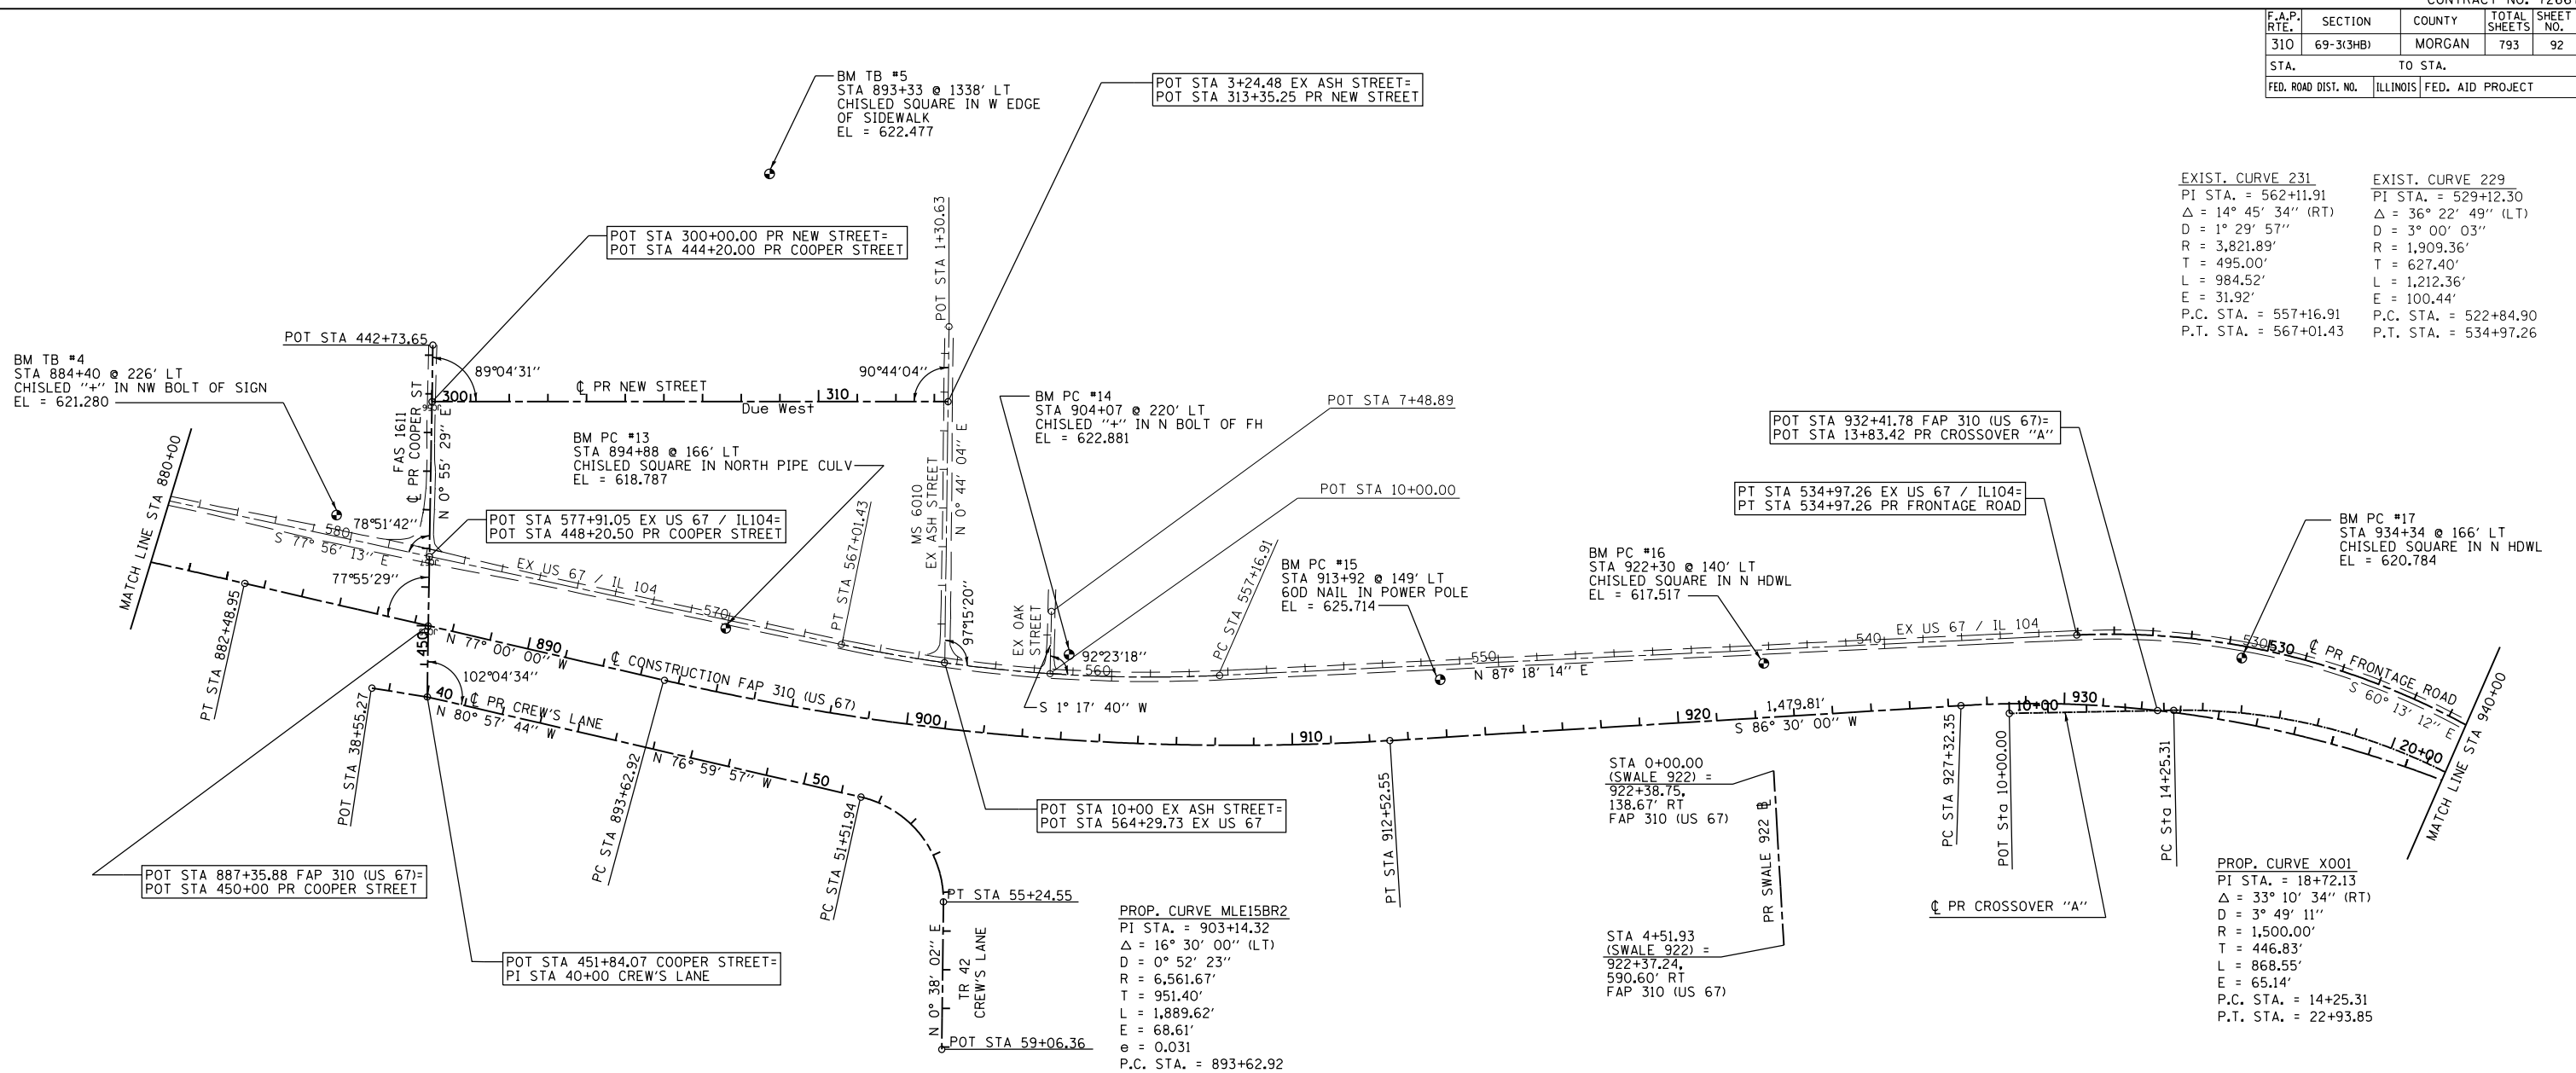 F.A.P. RTE. SECTION COUNTY TOTAL SHEETS SHEET NO.
310 69-3(3HB) MORGAN 793 92
STA. TO STA.
FED. ROAD DIST. NO. ILLINOIS FED. AID PROJECT
BM TB #5
STA 893+33 @ 1338' LT
CHISLED SQUARE IN W EDGE
OF SIDEWALK
EL = 622.477
POT STA 3+24.48 EX ASH STREET=
POT STA 313+35.25 PR NEW STREET
EXIST. CURVE 231
PI STA. = 562+11.91
Δ = 14° 45' 34" (RT)
D = 1° 29' 57"
R = 3,821.89'
T = 495.00'
L = 984.52'
E = 31.92'
P.C. STA. = 557+16.91
P.T. STA. = 567+01.43
EXIST. CURVE 229
PI STA. = 529+12.30
Δ = 36° 22' 49" (LT)
D = 3° 00' 03"
R = 1,909.36'
T = 627.40'
L = 1,212.36'
E = 100.44'
P.C. STA. = 522+84.90
P.T. STA. = 534+97.26
POT STA 300+00.00 PR NEW STREET=
POT STA 444+20.00 PR COOPER STREET
POT STA 1+30.63
POT STA 442+73.65
BM TB #4
STA 884+40 @ 226' LT
CHISLED "+" IN NW BOLT OF SIGN
EL = 621.280
89°04'31"
90°44'04"
℄ PR NEW STREET
300
310
Due West
FAS 1611
℄ PR COOPER ST
N 0° 55' 29" E
BM PC #13
STA 894+88 @ 166' LT
CHISLED SQUARE IN NORTH PIPE CULV
EL = 618.787
BM PC #14
STA 904+07 @ 220' LT
CHISLED "+" IN N BOLT OF FH
EL = 622.881
POT STA 7+48.89
POT STA 10+00.00
POT STA 932+41.78 FAP 310 (US 67)=
POT STA 13+83.42 PR CROSSOVER "A"
PT STA 534+97.26 EX US 67 / IL104=
PT STA 534+97.26 PR FRONTAGE ROAD
BM PC #17
STA 934+34 @ 166' LT
CHISLED SQUARE IN N HDWL
EL = 620.784
MATCH LINE STA 880+00
580
S 77° 56' 13" E
78°51'42"
77°55'29"
POT STA 577+91.05 EX US 67 / IL104=
POT STA 448+20.50 PR COOPER STREET
EX US 67 / IL 104
570
PT STA 567+01.43
MS 6010
EX ASH STREET
N 0° 44' 04" E
97°15'20"
EX OAK
STREET
92°23'18"
560
S 1° 17' 40" W
PC STA 557+16.91
BM PC #15
STA 913+92 @ 149' LT
60D NAIL IN POWER POLE
EL = 625.714
550
N 87° 18' 14" E
BM PC #16
STA 922+30 @ 140' LT
CHISLED SQUARE IN N HDWL
EL = 617.517
540
EX US 67 / IL 104
530
530
℄ PR FRONTAGE ROAD
S 60° 13' 12" E
MATCH LINE STA 940+00
PT STA 882+48.95
450
N 77° 00' 00" W
890
℄ CONSTRUCTION FAP 310 (US 67)
900
910
920
1,479.81'
S 86° 30' 00" W
10+00
930
20+00
102°04'34"
40
℄ PR CREW'S LANE
N 80° 57' 44" W
N 76° 59' 57" W
50
POT STA 38+55.27
PC STA 893+62.92
PC STA 51+51.94
POT STA 10+00 EX ASH STREET=
POT STA 564+29.73 EX US 67
PT STA 912+52.55
STA 0+00.00
(SWALE 922) =
922+38.75,
138.67' RT
FAP 310 (US 67)
PR SWALE 922 ℄
STA 4+51.93
(SWALE 922) =
922+37.24,
590.60' RT
FAP 310 (US 67)
PC STA 927+32.35
POT Sta 10+00.00
PC Sta 14+25.31
℄ PR CROSSOVER "A"
POT STA 887+35.88 FAP 310 (US 67)=
POT STA 450+00 PR COOPER STREET
POT STA 451+84.07 COOPER STREET=
PI STA 40+00 CREW'S LANE
PT STA 55+24.55
N 0° 38' 02" E
TR 42
CREW'S LANE
POT STA 59+06.36
PROP. CURVE MLE15BR2
PI STA. = 903+14.32
Δ = 16° 30' 00" (LT)
D = 0° 52' 23"
R = 6,561.67'
T = 951.40'
L = 1,889.62'
E = 68.61'
e = 0.031
P.C. STA. = 893+62.92
PROP. CURVE X001
PI STA. = 18+72.13
Δ = 33° 10' 34" (RT)
D = 3° 49' 11"
R = 1,500.00'
T = 446.83'
L = 868.55'
E = 65.14'
P.C. STA. = 14+25.31
P.T. STA. = 22+93.85